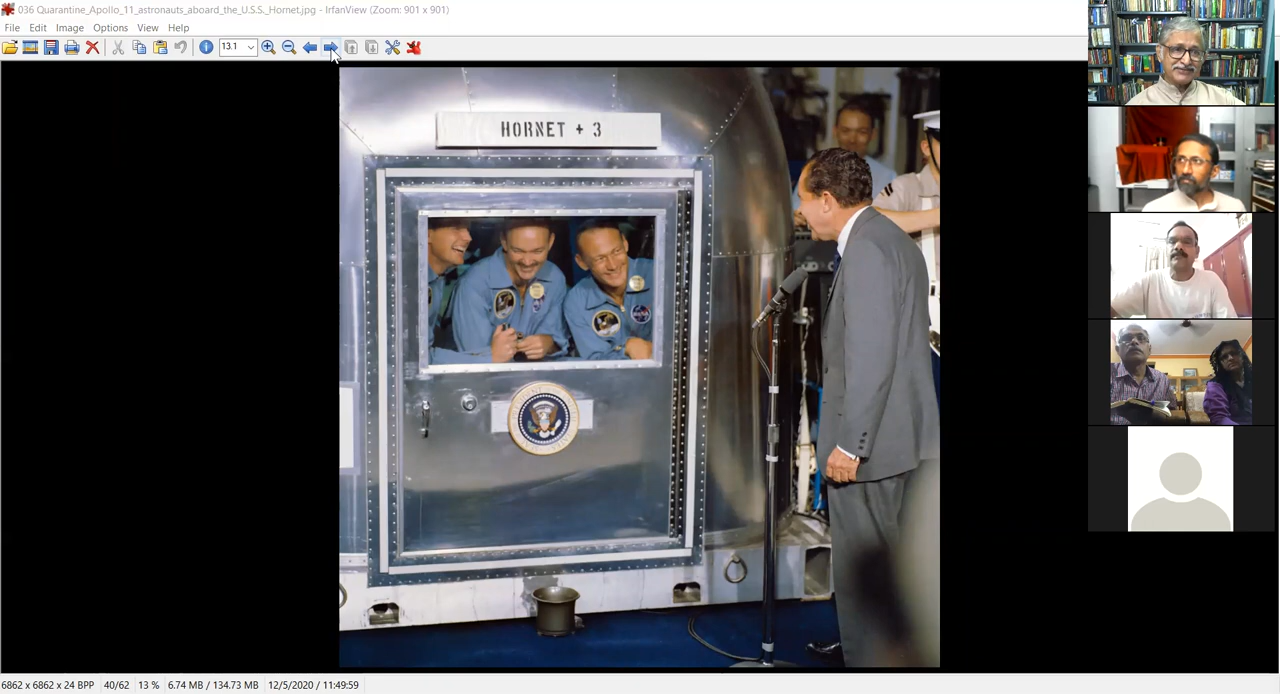 036 Quarantine_Apollo_11_astronauts_aboard_the_U.S.S._Hornet.jpg - IrfanView (Zoom: 901 x 901)
File Edit Image Options View Help
13.1
HORNET + 3
NASA
6862 x 6862 x 24 BPP 40/62 13 % 6.74 MB / 134.73 MB 12/5/2020 / 11:49:59